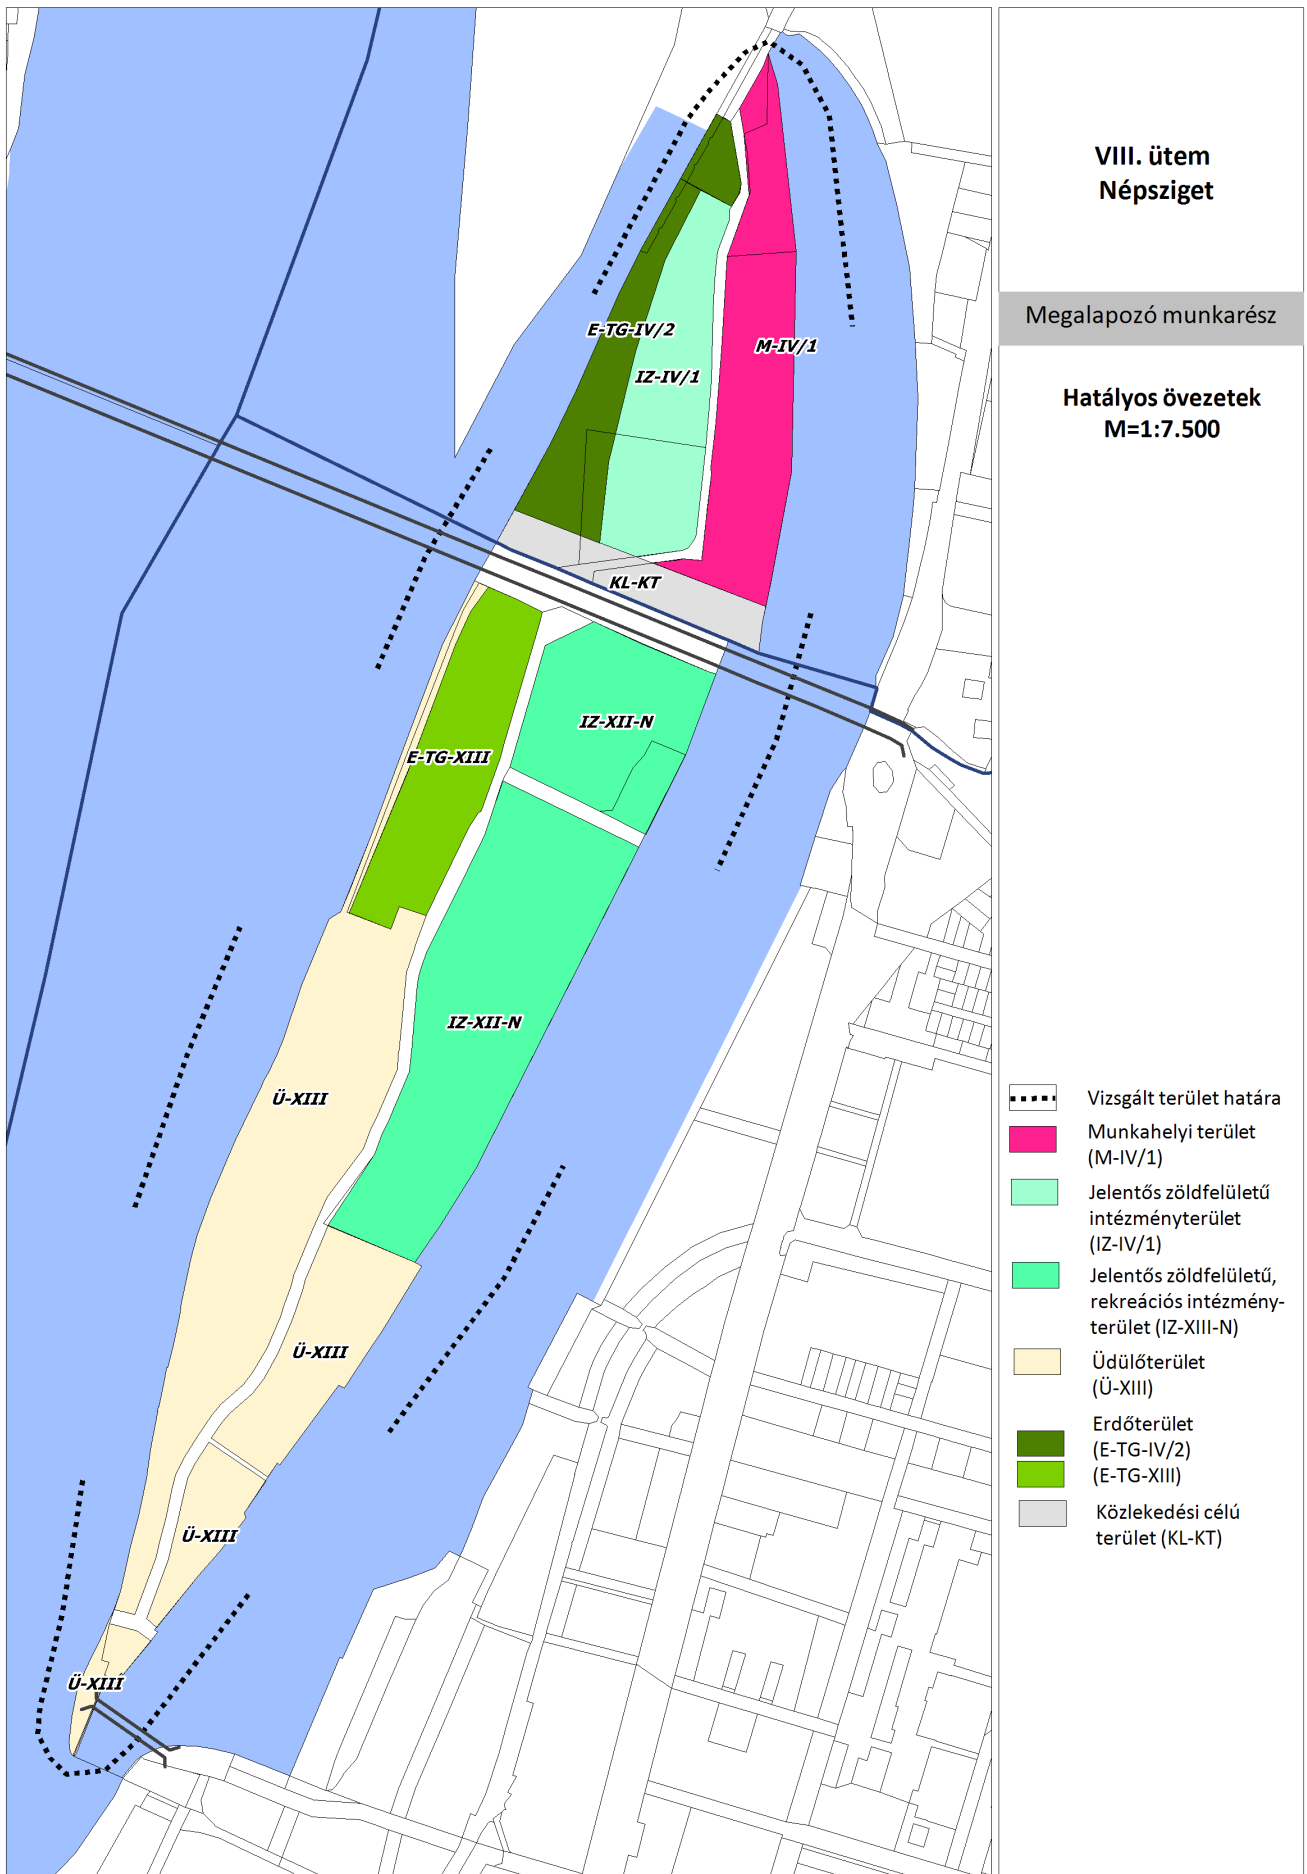 VIII. ütem
Népsziget
Megalapozó munkarész
Hatályos övezetek
M=1:7.500
E-TG-IV/2
M-IV/1
IZ-IV/1
KL-KT
IZ-XII-N
E-TG-XIII
IZ-XII-N
Ü-XIII
Ü-XIII
Ü-XIII
Ü-XIII
Vizsgált terület határa
Munkahelyi terület
(M-IV/1)
Jelentős zöldfelületű
intézményterület
(IZ-IV/1)
Jelentős zöldfelületű,
rekreációs intézmény-
terület (IZ-XIII-N)
Üdülőterület
(Ü-XIII)
Erdőterület
(E-TG-IV/2)
(E-TG-XIII)
Közlekedési célú
terület (KL-KT)